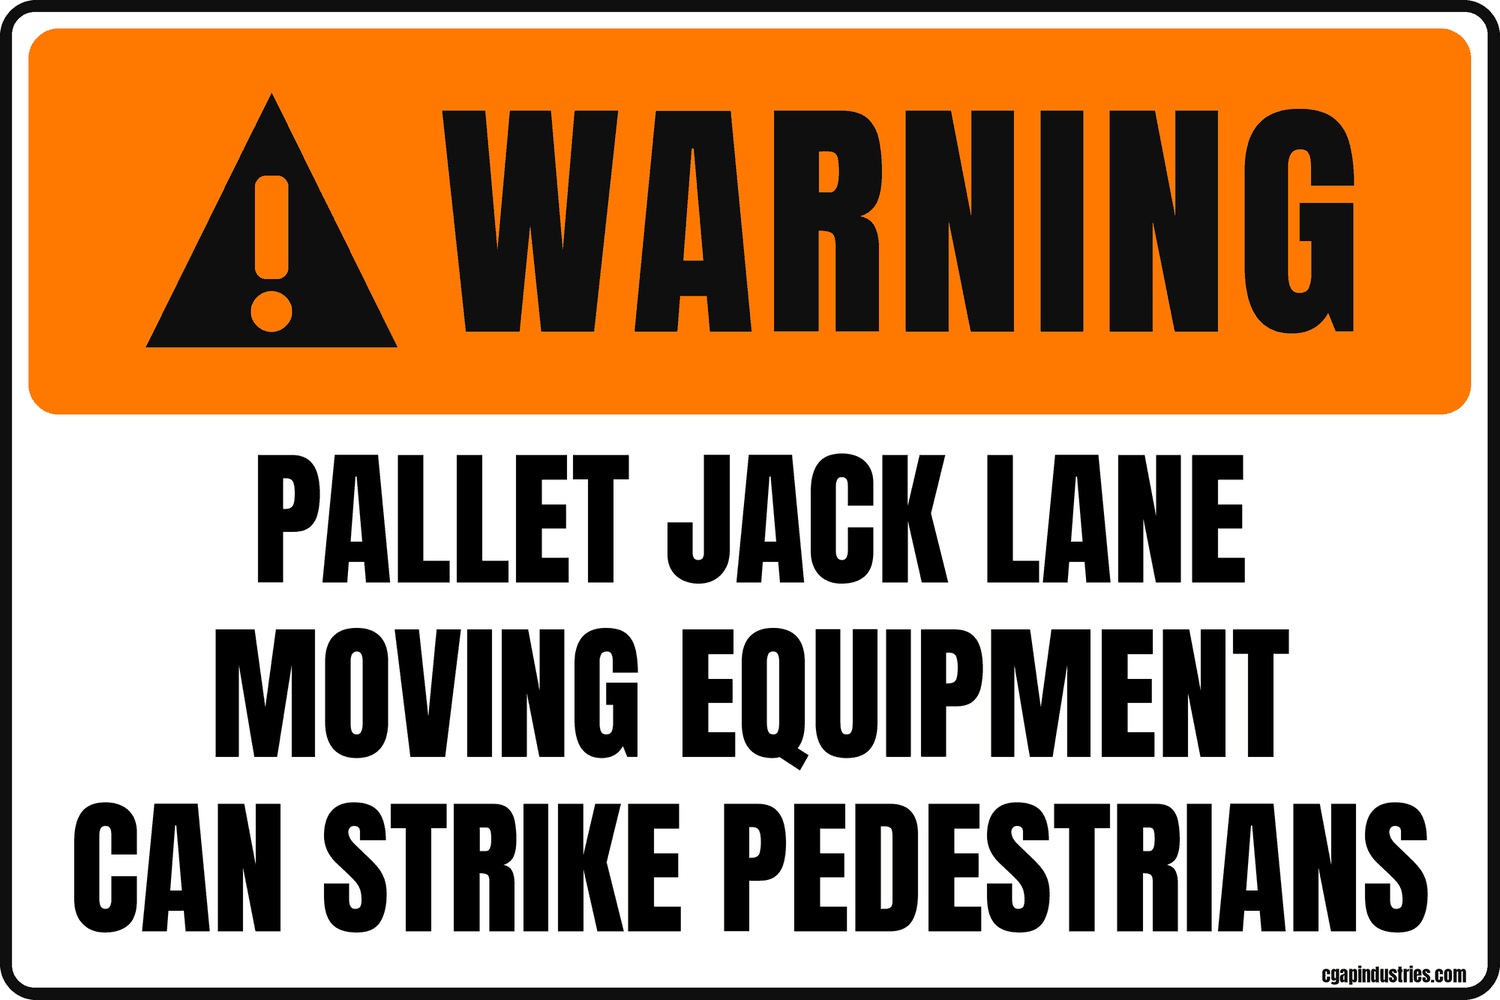 WARNING
PALLET JACK LANE
MOVING EQUIPMENT
CAN STRIKE PEDESTRIANS
cgapindustries.com